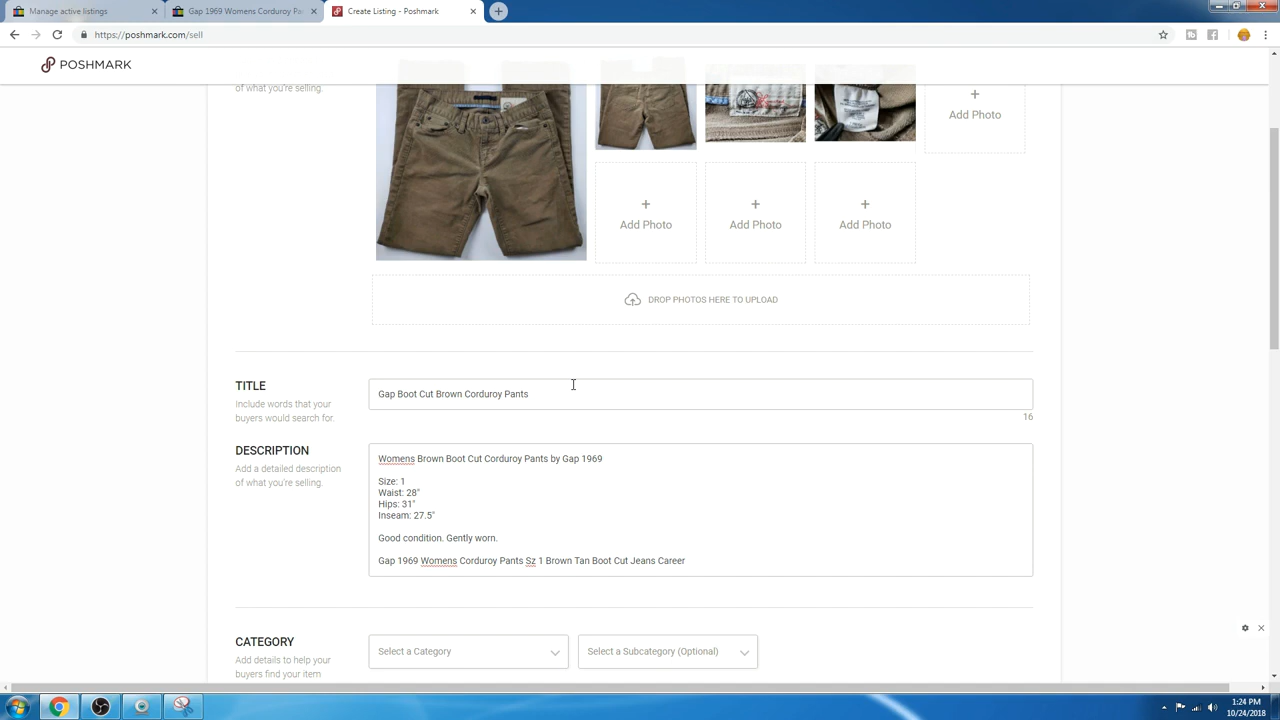 Manage active listings
Gap 1969 Womens Corduroy Pa
Create Listing - Poshmark
https://poshmark.com/sell
POSHMARK
of what you're selling.
+
Add Photo
+
Add Photo
+
Add Photo
+
Add Photo
DROP PHOTOS HERE TO UPLOAD
TITLE
Include words that your
buyers would search for.
Gap Boot Cut Brown Corduroy Pants
16
DESCRIPTION
Add a detailed description
of what you're selling.
Womens Brown Boot Cut Corduroy Pants by Gap 1969
Size: 1
Waist: 28"
Hips: 31"
Inseam: 27.5"
Good condition. Gently worn.
Gap 1969 Womens Corduroy Pants Sz 1 Brown Tan Boot Cut Jeans Career
CATEGORY
Add details to help your
buyers find your item
Select a Category
Select a Subcategory (Optional)
1:24 PM
10/24/2018